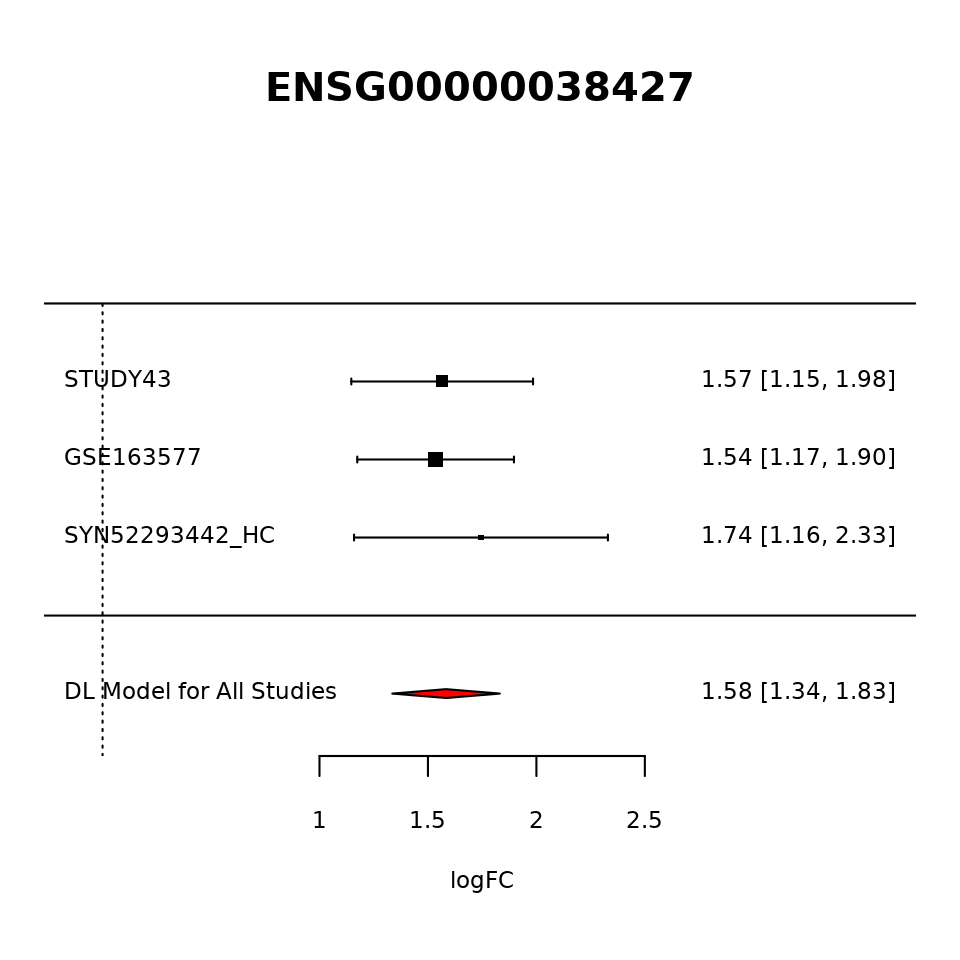 ENSG00000038427
STUDY43 1.57 [1.15, 1.98]
GSE163577 1.54 [1.17, 1.90]
SYN52293442_HC 1.74 [1.16, 2.33]
DL Model for All Studies 1.58 [1.34, 1.83]
1 1.5 2 2.5
logFC